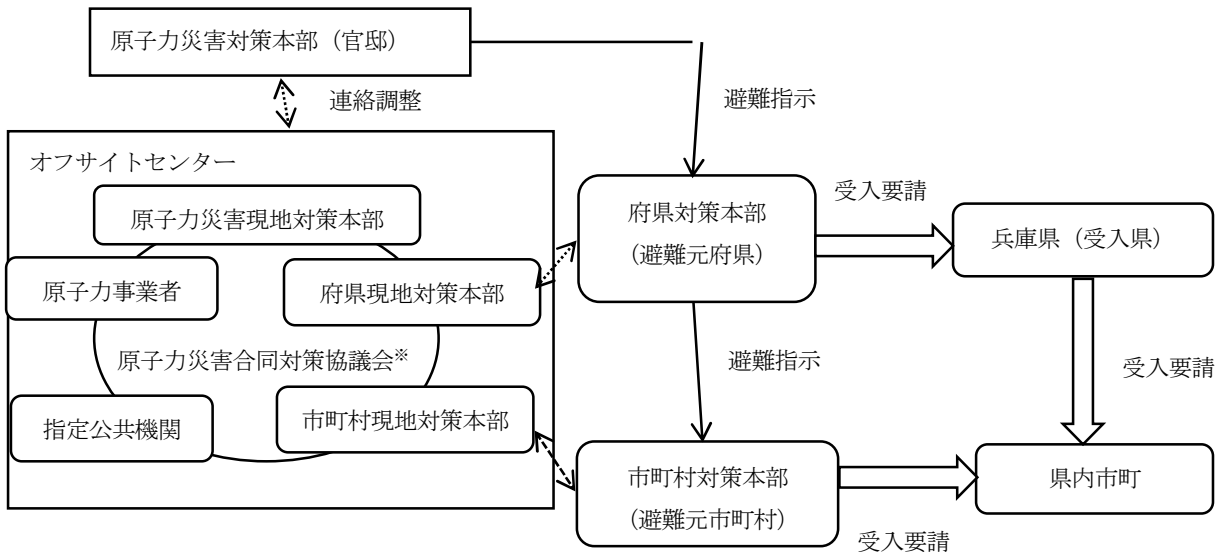 原子力災害対策本部（官邸）
連絡調整
避難指示
オフサイトセンター
原子力災害現地対策本部
原子力事業者
府県現地対策本部
原子力災害合同対策協議会※
指定公共機関
市町村現地対策本部
府県対策本部
（避難元府県）
受入要請
兵庫県（受入県）
避難指示
受入要請
市町村対策本部
（避難元市町村）
県内市町
受入要請